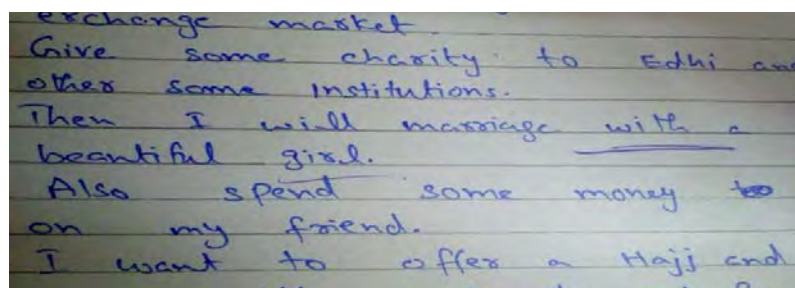 exchange market.
Give some charity to Edhi and
other some institutions.
Then I will marriage with a
beautiful girl.
Also spend some money
on my friend.
I want to offer a Hajj and